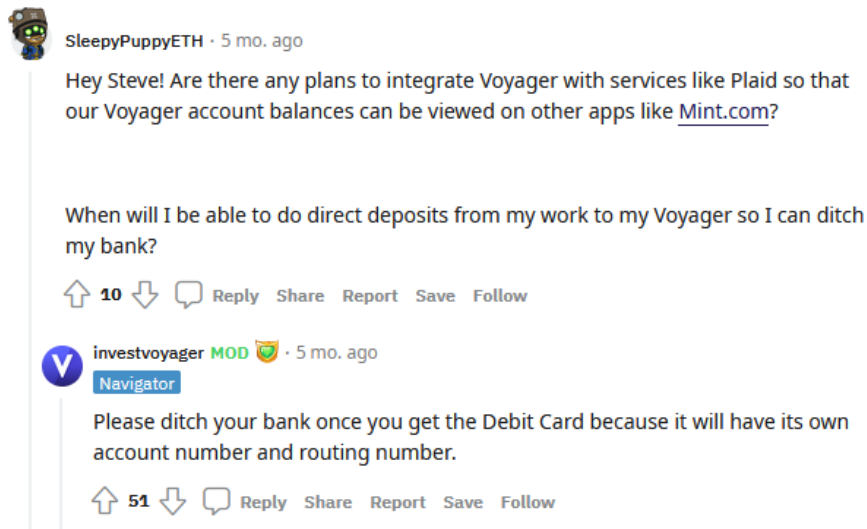 SleepyPuppyETH · 5 mo. ago
Hey Steve! Are there any plans to integrate Voyager with services like Plaid so that
our Voyager account balances can be viewed on other apps like Mint.com?
When will I be able to do direct deposits from my work to my Voyager so I can ditch
my bank?
10 Reply Share Report Save Follow
V
investvoyager MOD · 5 mo. ago
Navigator
Please ditch your bank once you get the Debit Card because it will have its own
account number and routing number.
51 Reply Share Report Save Follow